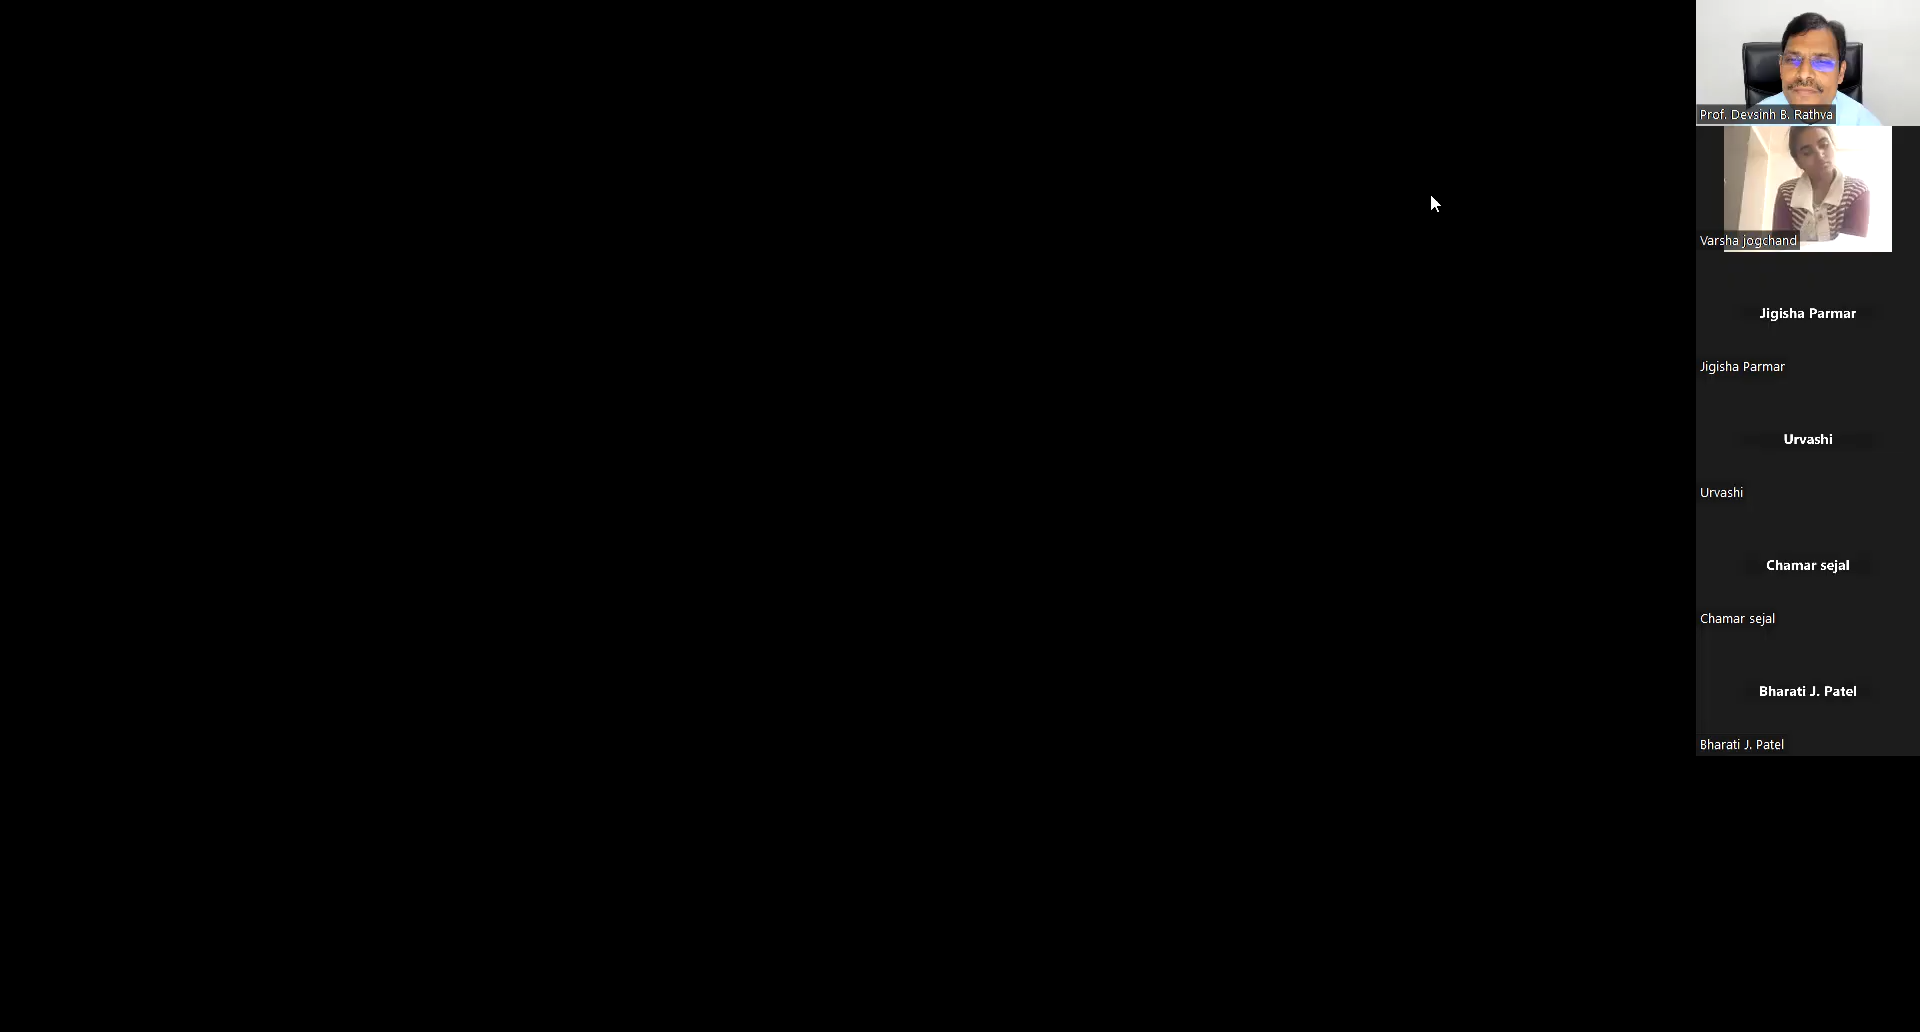 Prof. Devsinh B. Rathva
Varsha jogchand
Jigisha Parmar
Jigisha Parmar
Urvashi
Urvashi
Chamar sejal
Chamar sejal
Bharati J. Patel
Bharati J. Patel